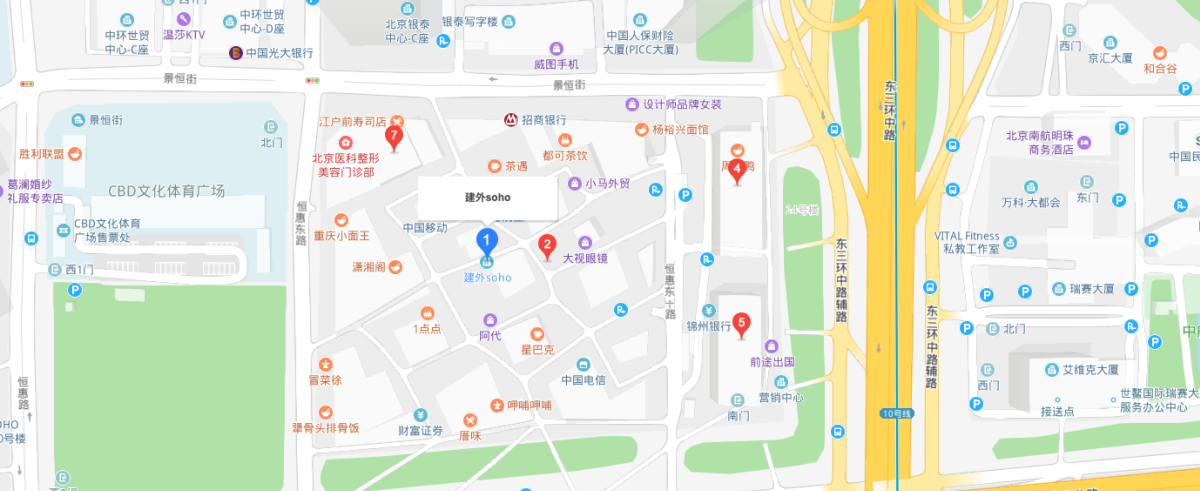 中环世贸
中心-C座
温莎KTV
中环世贸
中心-D座
中国光大银行
北京银泰
中心-C座
银泰写字楼
威图手机
中国人保财险
大厦(PICC大厦)
西门
京汇大厦
和合谷
景恒街
景恒街
景恒街
北门
胜利联盟
葛澜婚纱
礼服专卖店
CBD文化体育广场
CBD文化体育
广场售票处
西1门
恒惠路
恒惠东路
江户前寿司店
7
北京医科整形
美容门诊部
招商银行
都可茶饮
茶遇
设计师品牌女装
杨裕兴面馆
4
小马外贸
建外soho
中国移动
1
建外soho
2
大视眼镜
重庆小面王
潇湘阁
1点点
阿代
星巴克
中国电信
冒菜徐
犟骨头排骨饭
财富证券
呷哺呷哺
厝味
恒惠东十路
锦州银行
5
前途出国
营销中心
南门
24号楼
东三环中路
东三环中路辅路
东三环中路辅路
10号线
北京南航明珠
商务酒店
万科·大都会
东门
VITAL Fitness
私教工作室
瑞赛大厦
北门
西门
艾维克大厦
接送点
世鳌国际瑞赛大
服务办公中心
中国民